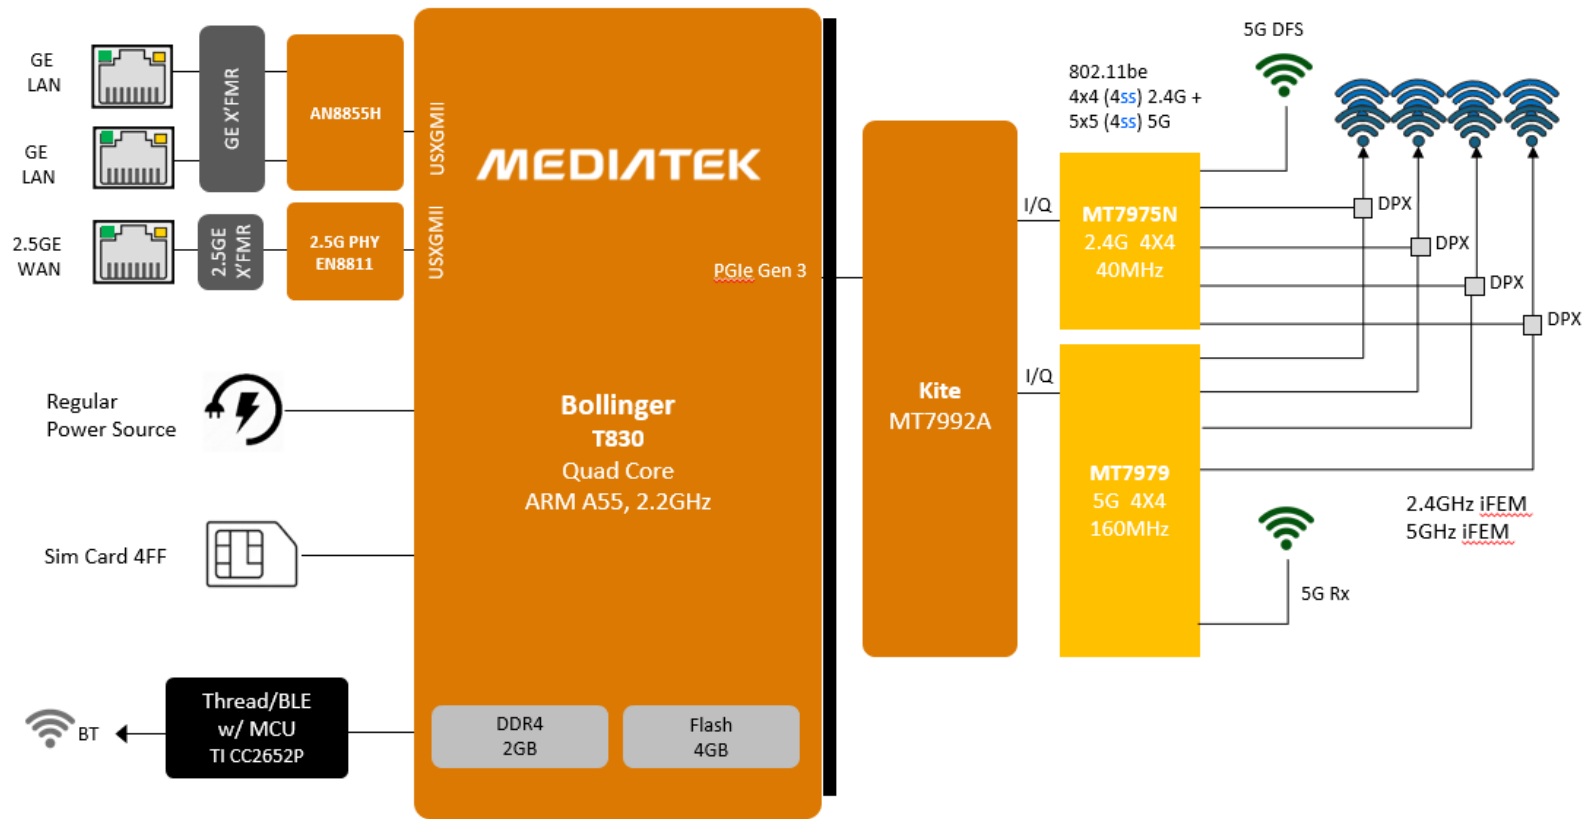 GE
LAN
GE
LAN
2.5GE
WAN
GE X'FMR
2.5GE
X'FMR
AN8855H
2.5G PHY
EN8811
USXGMII
USXGMII
MEDIATEK
PGIe Gen 3
Bollinger
T830
Quad Core
ARM A55, 2.2GHz
DDR4
2GB
Flash
4GB
Regular
Power Source
Sim Card 4FF
BT
Thread/BLE
w/ MCU
TI CC2652P
Kite
MT7992A
I/Q
I/Q
802.11be
4x4 (4ss) 2.4G +
5x5 (4ss) 5G
5G DFS
MT7975N
2.4G 4X4
40MHz
MT7979
5G 4X4
160MHz
DPX
DPX
DPX
DPX
2.4GHz iFEM
5GHz iFEM
5G Rx